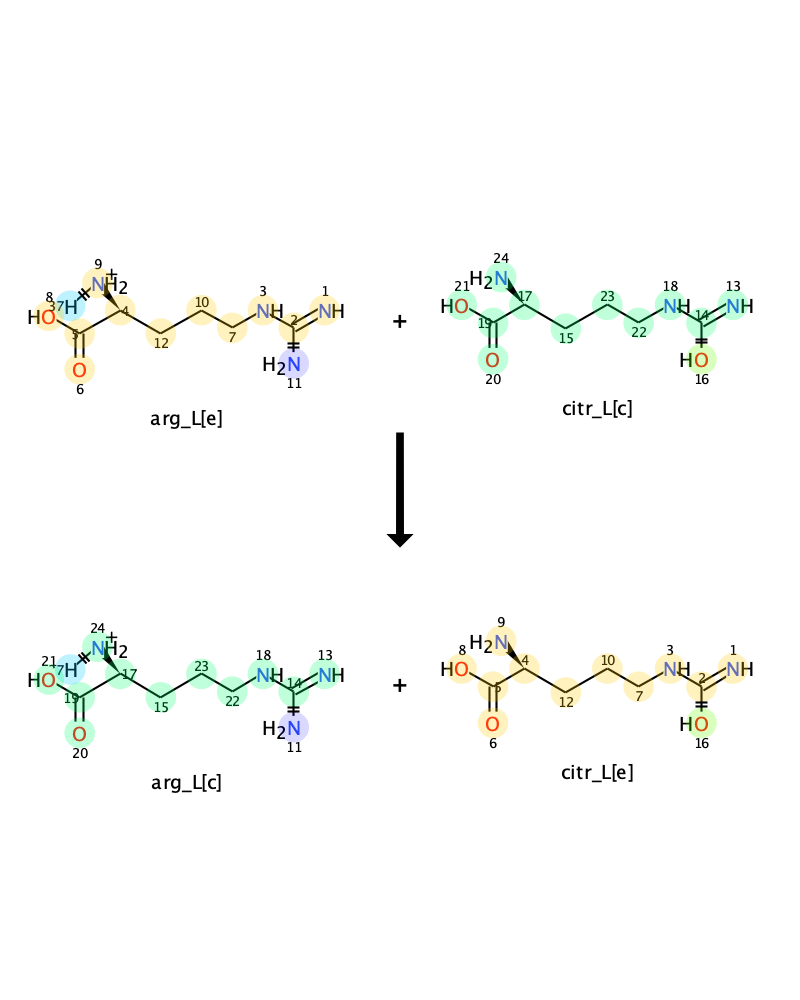 9
24
8 37 H NH2 + 4 10 3 1
21 H2N 17 23 18 13
HO NH NH
HO NH NH
5 12 7 2
19 15 22 14
O H2N
O HO
6 11
20 16
arg_L[e] + citr_L[c]
24
9
21 7 H NH2 + 17 23 18 13
8 H2N 4 10 3 1
HO NH NH
HO NH NH
19 15 22 14
5 12 7 2
O H2N
O HO
20 11
6 16
arg_L[c] + citr_L[e]